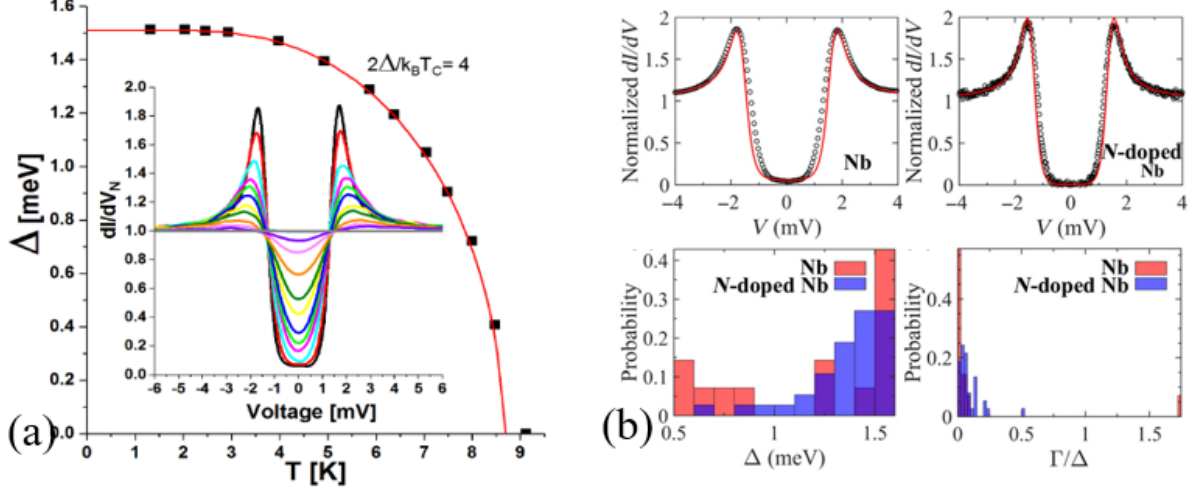 (a)
Δ [meV]
1.6
1.4
1.2
1.0
0.8
0.6
0.4
0.2
0.0
0 1 2 3 4 5 6 7 8 9
T [K]
2Δ/k_BT_C= 4
dI/dV_N
2.0
1.8
1.6
1.4
1.2
1.0
0.8
0.6
0.4
0.2
0.0
-6 -5 -4 -3 -2 -1 0 1 2 3 4 5 6
Voltage [mV]
(b)
Normalized dI/dV
2
1.5
1
0.5
0
−4 −2 0 2 4
V (mV)
Nb
Normalized dI/dV
2
1.5
1
0.5
0
−4 −2 0 2 4
V (mV)
N-doped
Nb
Probability
0.4
0.3
0.2
0.1
0
0.5 1 1.5
Δ (meV)
Nb
N-doped Nb
Probability
0.4
0.2
0
0 0.5 1 1.5
Γ/Δ
Nb
N-doped Nb